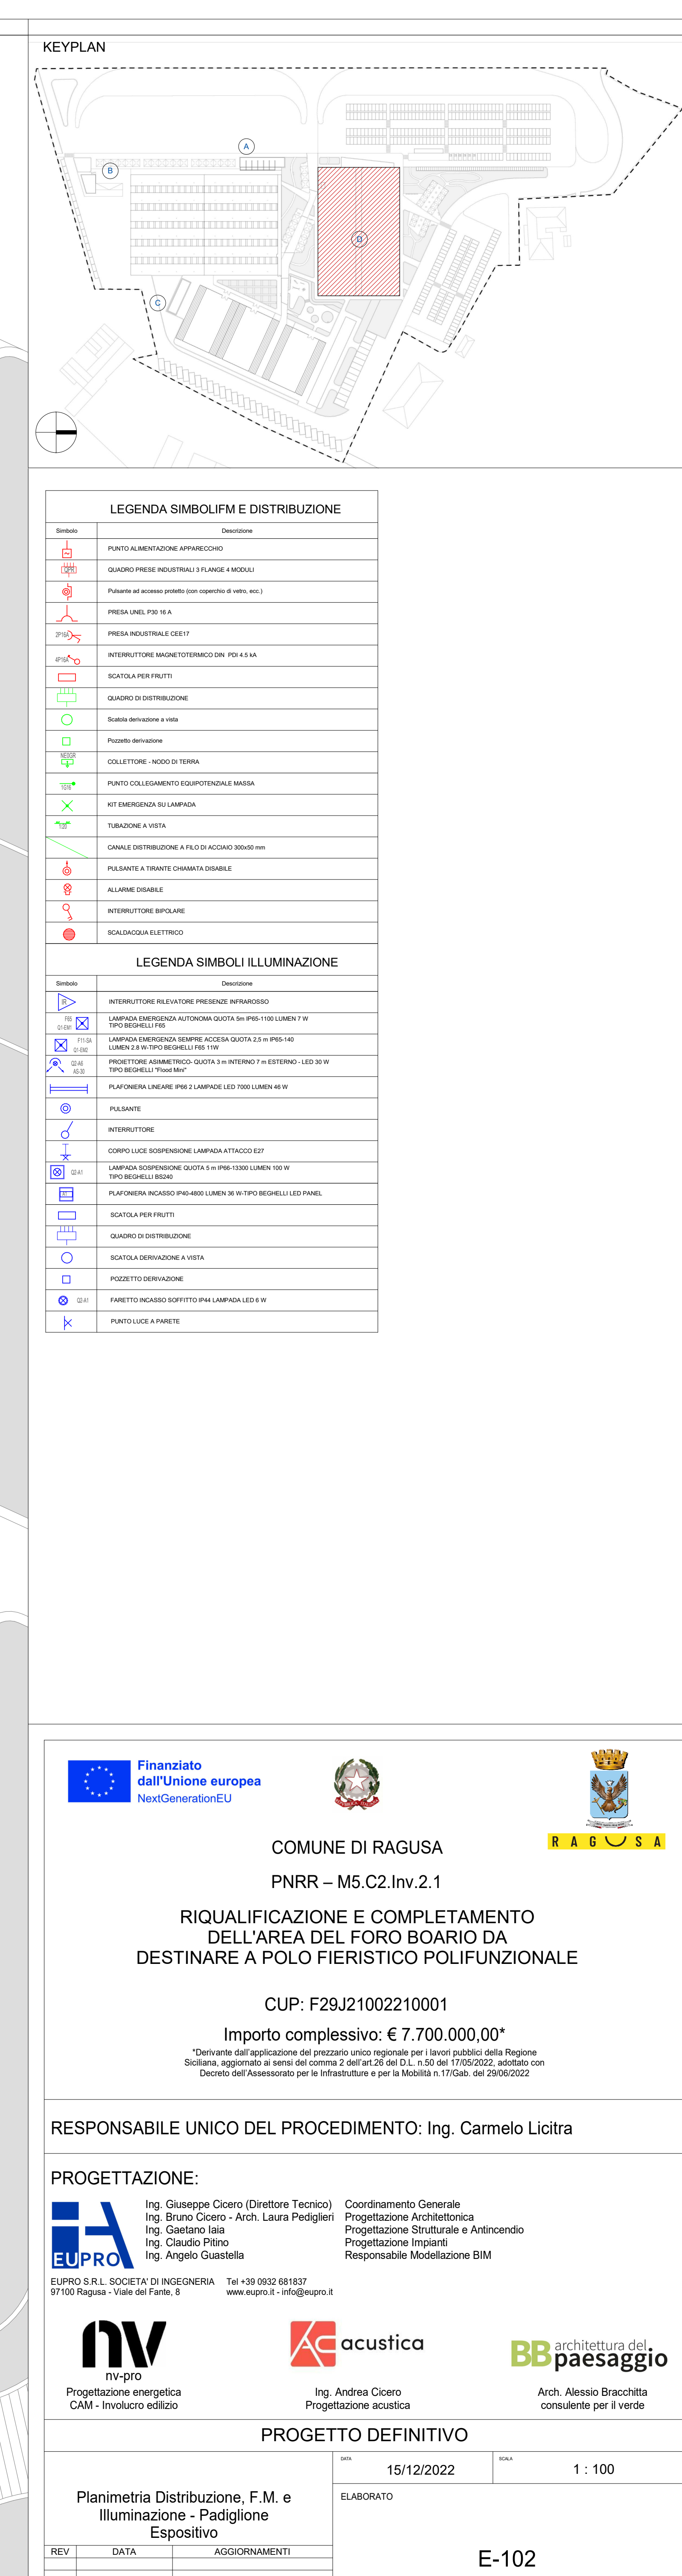 KEYPLAN
A
B
D
C
LEGENDA SIMBOLIFM E DISTRIBUZIONE
Simbolo Descrizione
PUNTO ALIMENTAZIONE APPARECCHIO
QPR QUADRO PRESE INDUSTRIALI 3 FLANGE 4 MODULI
Pulsante ad accesso protetto (con coperchio di vetro, ecc.)
PRESA UNEL P30 16 A
2P16A PRESA INDUSTRIALE CEE17
4P16A INTERRUTTORE MAGNETOTERMICO DIN PDI 4.5 kA
SCATOLA PER FRUTTI
QUADRO DI DISTRIBUZIONE
Scatola derivazione a vista
Pozzetto derivazione
COLLETTORE - NODO DI TERRA
1G16 PUNTO COLLEGAMENTO EQUIPOTENZIALE MASSA
KIT EMERGENZA SU LAMPADA
TUBAZIONE A VISTA
CANALE DISTRIBUZIONE A FILO DI ACCIAIO 300x50 mm
PULSANTE A TIRANTE CHIAMATA DISABILE
ALLARME DISABILE
INTERRUTTORE BIPOLARE
SCALDACQUA ELETTRICO
LEGENDA SIMBOLI ILLUMINAZIONE
Simbolo Descrizione
IR INTERRUTTORE RILEVATORE PRESENZE INFRAROSSO
F65 LAMPADA EMERGENZA AUTONOMA QUOTA 5m IP65-1100 LUMEN 7 W
Q1-EM1 TIPO BEGHELLI F65
F11-SA LAMPADA EMERGENZA SEMPRE ACCESA QUOTA 2,5 m IP65-140
Q1-EM2 LUMEN 2.8 W-TIPO BEGHELLI F65 11W
Q2-A6 PROIETTORE ASIMMETRICO- QUOTA 3 m INTERNO 7 m ESTERNO - LED 30 W
AS-30 TIPO BEGHELLI "Flood Mini"
PLAFONIERA LINEARE IP66 2 LAMPADE LED 7000 LUMEN 48 W
PULSANTE
INTERRUTTORE
CORPO LUCE SOSPENSIONE LAMPADA ATTACCO E27
Q2-A1 LAMPADA SOSPENSIONE QUOTA 5 m IP66-13300 LUMEN 100 W
TIPO BEGHELLI BS240
PLAFONIERA INCASSO IP40-4800 LUMEN 36 W-TIPO BEGHELLI LED PANEL
SCATOLA PER FRUTTI
QUADRO DI DISTRIBUZIONE
SCATOLA DERIVAZIONE A VISTA
POZZETTO DERIVAZIONE
Q2-A1 FARETTO INCASSO SOFFITTO IP44 LAMPADA LED 6 W
PUNTO LUCE A PARETE
Finanziato
dall'Unione europea
NextGenerationEU
RAGUSA
COMUNE DI RAGUSA
PNRR – M5.C2.Inv.2.1
RIQUALIFICAZIONE E COMPLETAMENTO
DELL'AREA DEL FORO BOARIO DA
DESTINARE A POLO FIERISTICO POLIFUNZIONALE
CUP: F29J21002210001
Importo complessivo: € 7.700.000,00*
*Derivante dall'applicazione del prezzario unico regionale per i lavori pubblici della Regione
Siciliana, aggiornato ai sensi del comma 2 dell'art.26 del D.L. n.50 del 17/05/2022, adottato con
Decreto dell'Assessorato per le Infrastrutture e per la Mobilità n.17/Gab. del 29/06/2022
RESPONSABILE UNICO DEL PROCEDIMENTO: Ing. Carmelo Licitra
PROGETTAZIONE:
EUPRO
Ing. Giuseppe Cicero (Direttore Tecnico) Coordinamento Generale
Ing. Bruno Cicero - Arch. Laura Pediglieri Progettazione Architettonica
Ing. Gaetano Iaia Progettazione Strutturale e Antincendio
Ing. Claudio Pitino Progettazione Impianti
Ing. Angelo Guastella Responsabile Modellazione BIM
EUPRO S.R.L. SOCIETA' DI INGEGNERIA Tel +39 0932 681837
97100 Ragusa - Viale del Fante, 8 www.eupro.it - info@eupro.it
nv
nv-pro
Progettazione energetica
CAM - Involucro edilizio
AC acustica
Ing. Andrea Cicero
Progettazione acustica
BB architettura del
paesaggio
Arch. Alessio Bracchitta
consulente per il verde
PROGETTO DEFINITIVO
DATA
15/12/2022
SCALA
1 : 100
Planimetria Distribuzione, F.M. e
Illuminazione - Padiglione
Espositivo
ELABORATO
E-102
REV DATA AGGIORNAMENTI